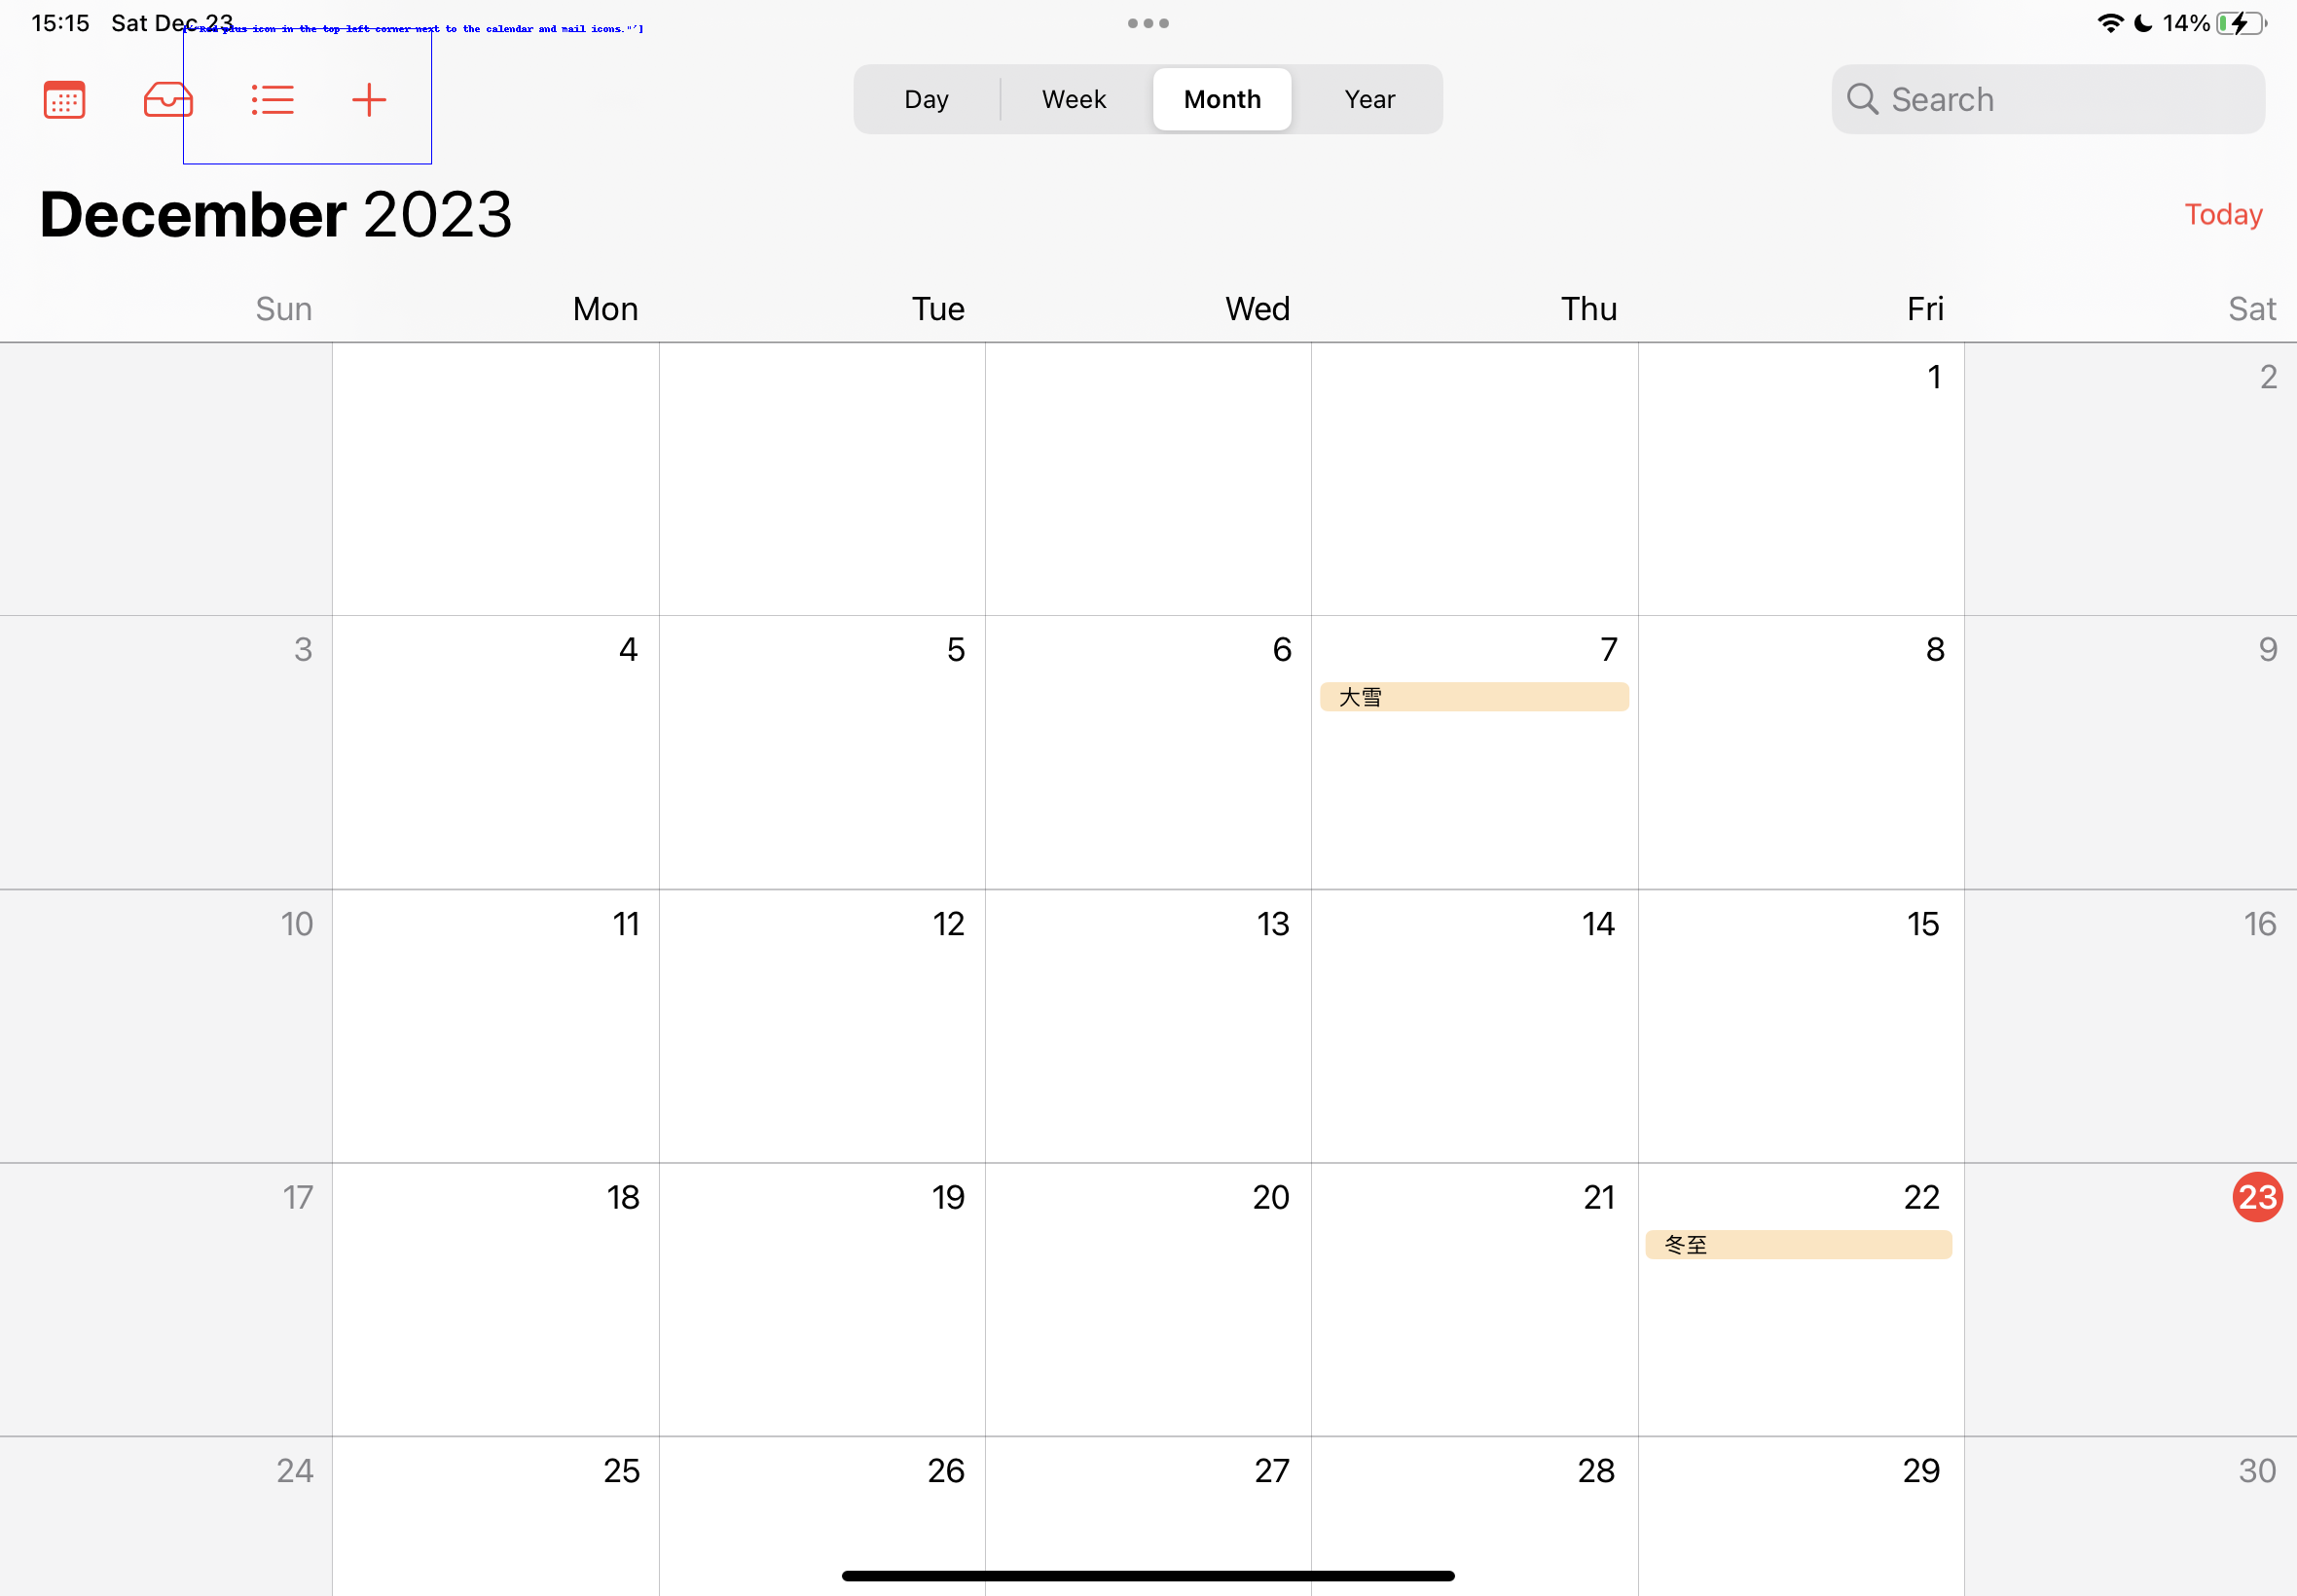 15:15 Sat Dec 23
["Red plus icon in the top left corner next to the calendar and mail icons."']
14%
Day Week Month Year
Search
December 2023
Today
Sun Mon Tue Wed Thu Fri Sat
1 2
3 4 5 6 7 8 9
大雪
10 11 12 13 14 15 16
17 18 19 20 21 22 23
冬至
24 25 26 27 28 29 30